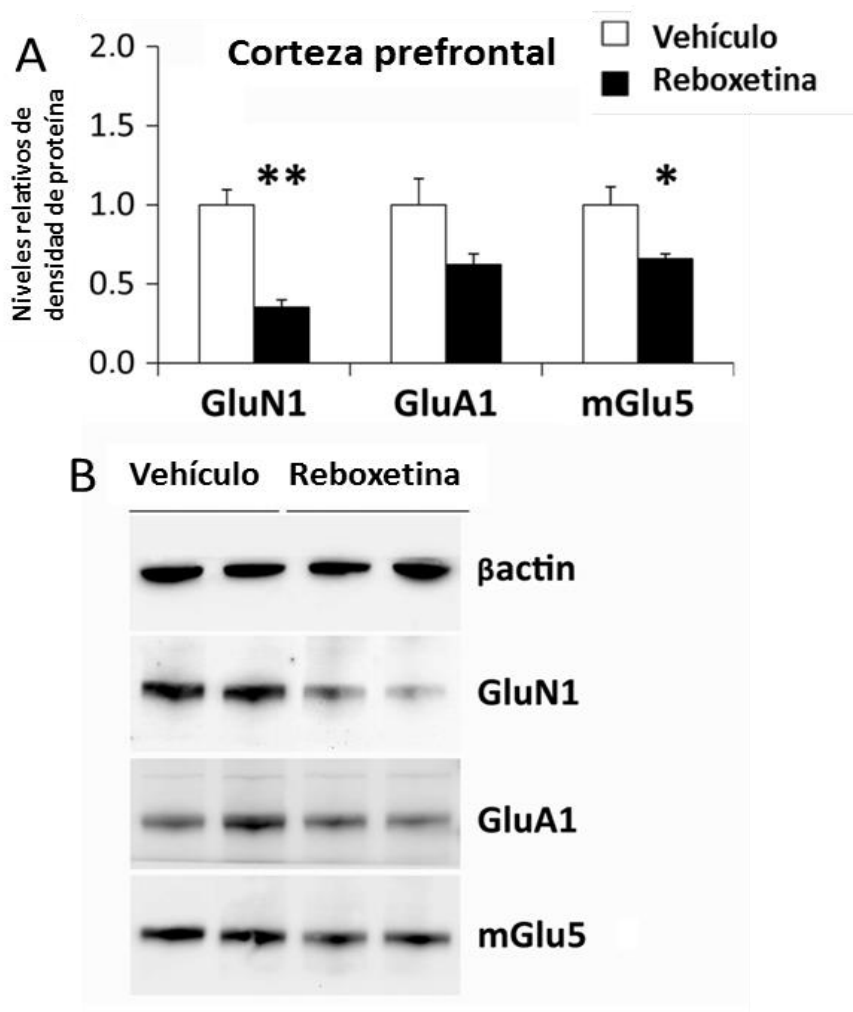 A
Corteza prefrontal
Vehículo
Reboxetina
Niveles relativos de
densidad de proteína
2.0
1.5
1.0
0.5
0.0
**
*
GluN1 GluA1 mGlu5
B
Vehículo Reboxetina
βactin
GluN1
GluA1
mGlu5